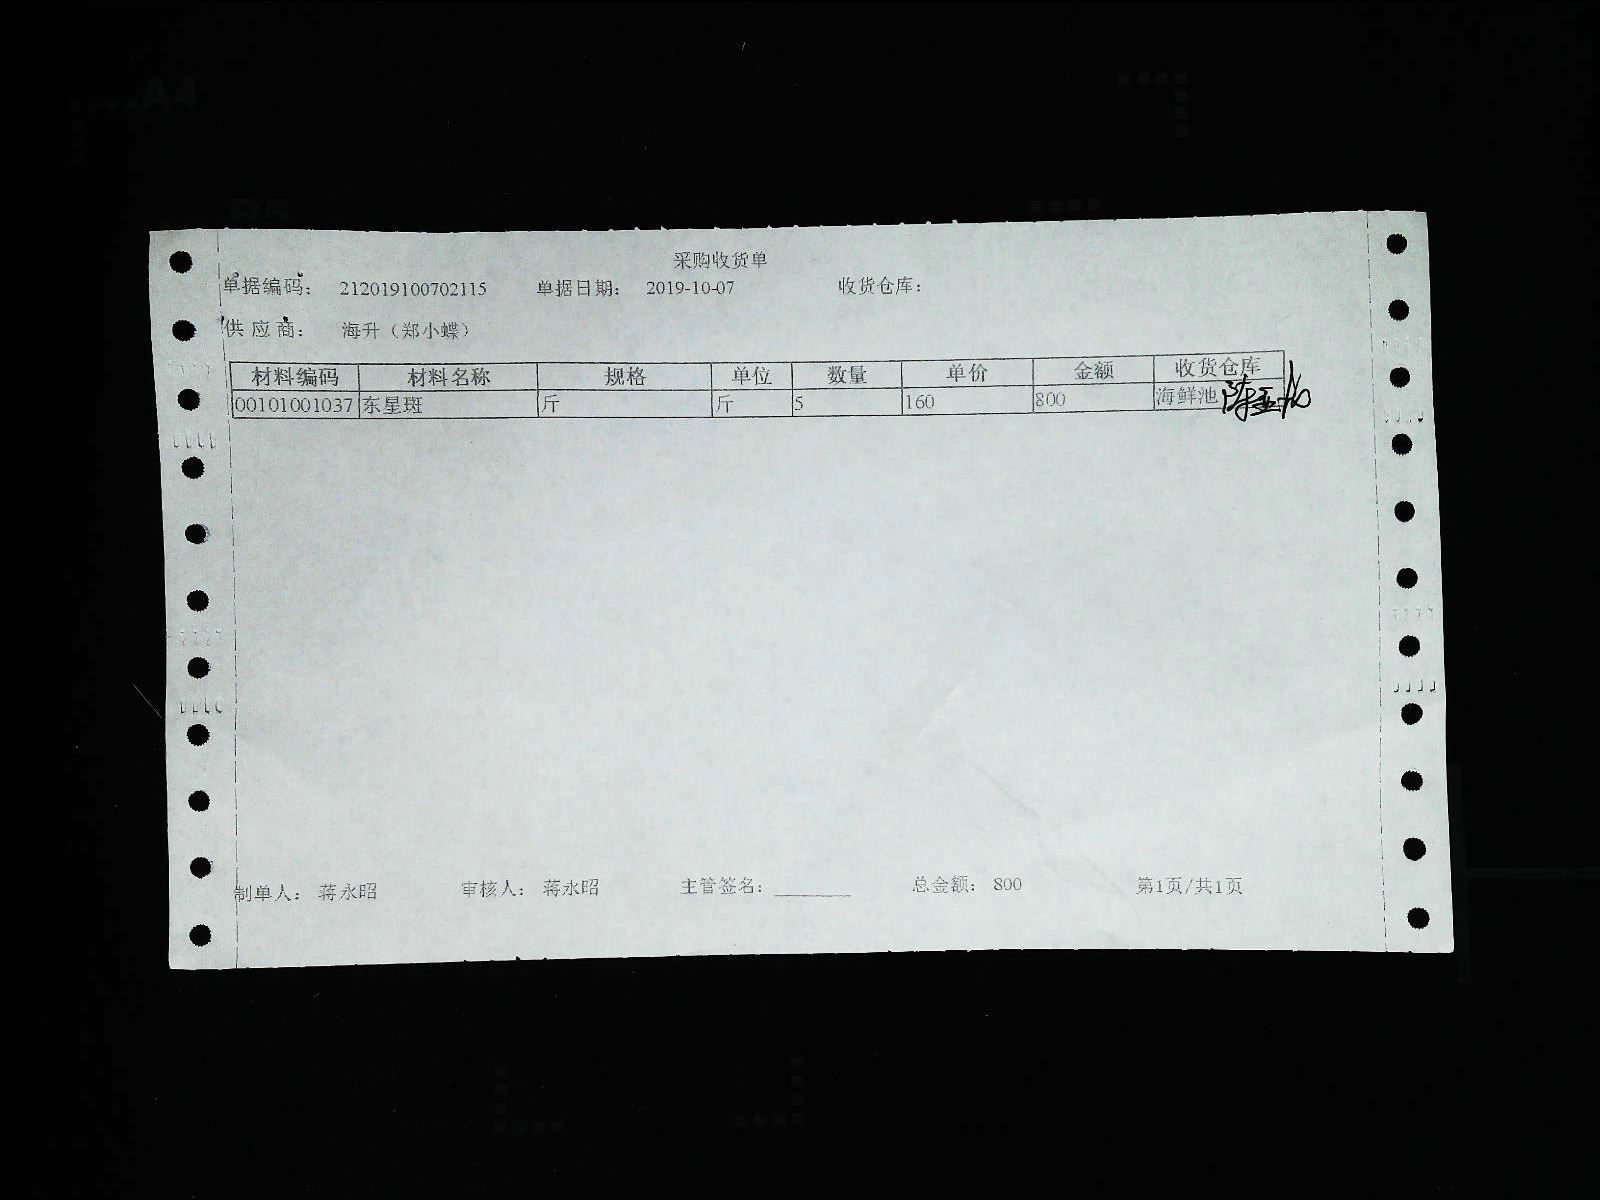 采购收货单
单据编码： 212019100702115 单据日期： 2019-10-07 收货仓库：
供应商： 海升（郑小蝶）
材料编码 材料名称 规格 单位 数量 单价 金额 收货仓库
00101001037 东星斑 斤 斤 5 160 800 海鲜池
制单人： 蒋永昭 审核人： 蒋永昭 主管签名： 总金额： 800 第1页/共1页